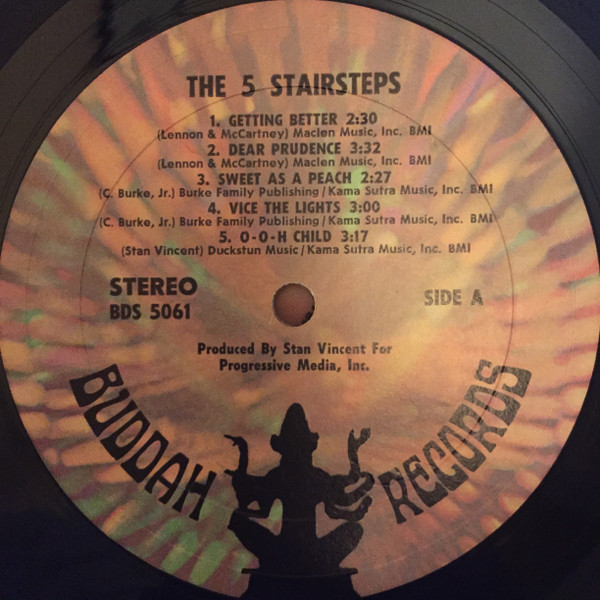 THE 5 STAIRSTEPS
1. GETTING BETTER 2:30
(Lennon & McCartney) Maclen Music, Inc. BMI
2. DEAR PRUDENCE 3:32
(Lennon & McCartney) Maclen Music, Inc. BMI
3. SWEET AS A PEACH 2:27
(C. Burke, Jr.) Burke Family Publishing/Kama Sutra Music, Inc. BMI
4. VICE THE LIGHTS 3:00
(C. Burke, Jr.) Burke Family Publishing/Kama Sutra Music, Inc. BMI
5. O-O-H CHILD 3:17
(Stan Vincent) Duckstun Music/Kama Sutra Music, Inc. BMI
STEREO
BDS 5061
SIDE A
Produced By Stan Vincent For
Progressive Media, Inc.
BUDDAH RECORDS